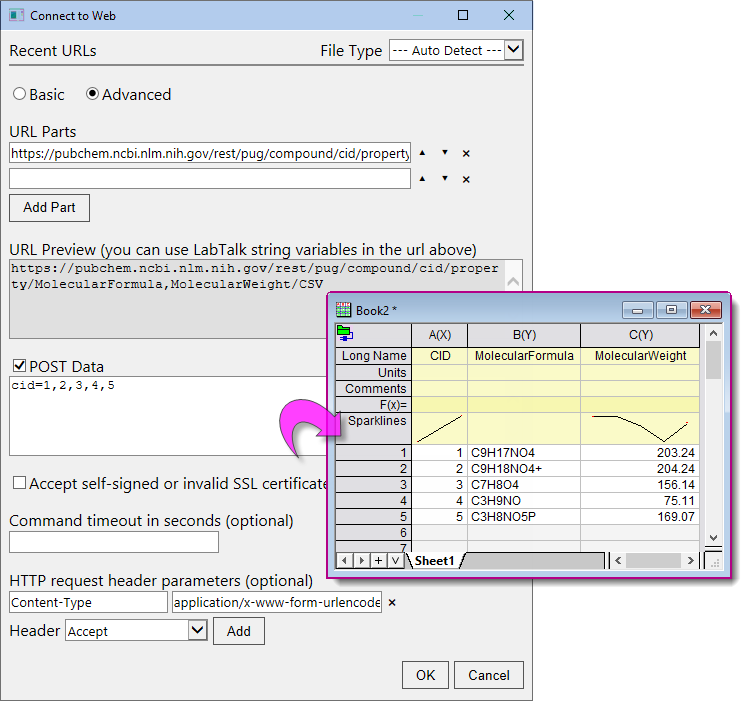 Connect to Web
Recent URLs File Type --- Auto Detect ---
Basic Advanced
URL Parts
https://pubchem.ncbi.nlm.nih.gov/rest/pug/compound/cid/property
Add Part
URL Preview (you can use LabTalk string variables in the url above)
https://pubchem.ncbi.nlm.nih.gov/rest/pug/compound/cid/proper
ty/MolecularFormula,MolecularWeight/CSV
POST Data
cid=1,2,3,4,5
Accept self-signed or invalid SSL certificate
Command timeout in seconds (optional)
HTTP request header parameters (optional)
Content-Type application/x-www-form-urlencode
Header Accept Add
OK Cancel
Book2 *
A(X) B(Y) C(Y)
Long Name CID MolecularFormula MolecularWeight
Units
Comments
F(x)=
Sparklines
1 1 C9H17NO4 203.24
2 2 C9H18NO4+ 204.24
3 3 C7H8O4 156.14
4 4 C3H9NO 75.11
5 5 C3H8NO5P 169.07
6
7
Sheet1